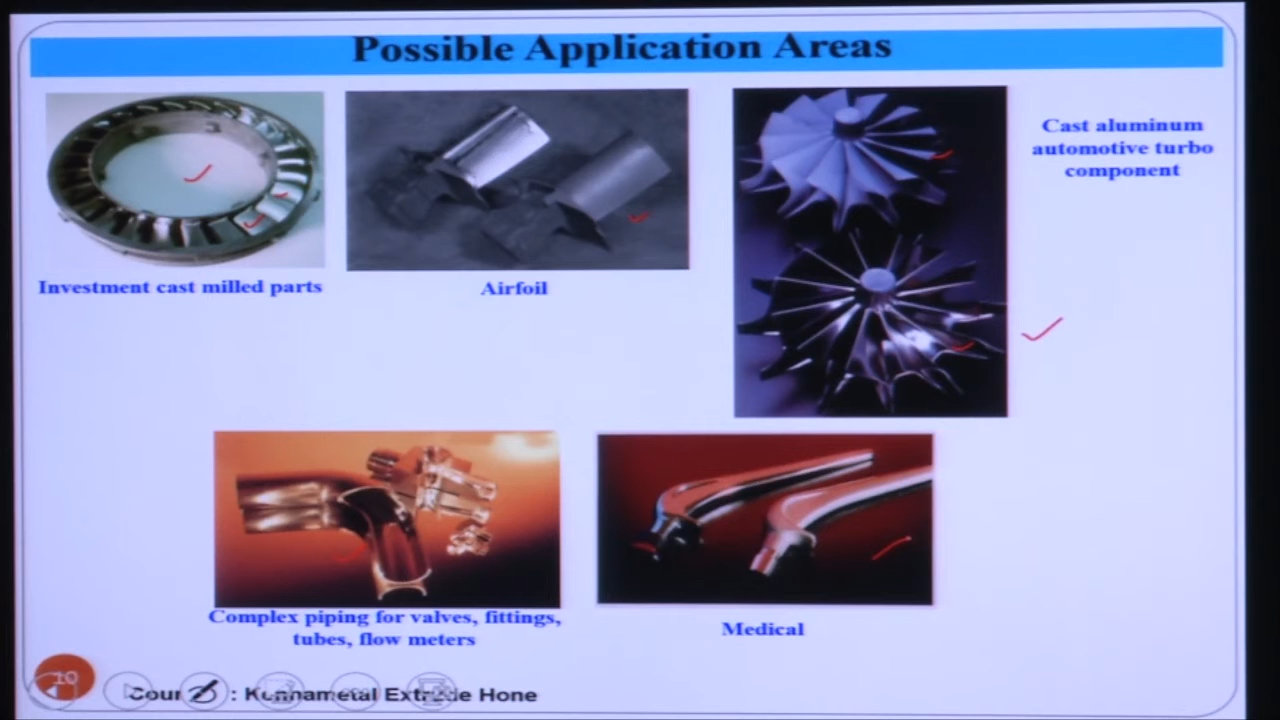 Possible Application Areas
Cast aluminum
automotive turbo
component
Investment cast milled parts
Airfoil
Complex piping for valves, fittings,
tubes, flow meters
Medical
10
: Kennametal Extrude Hone